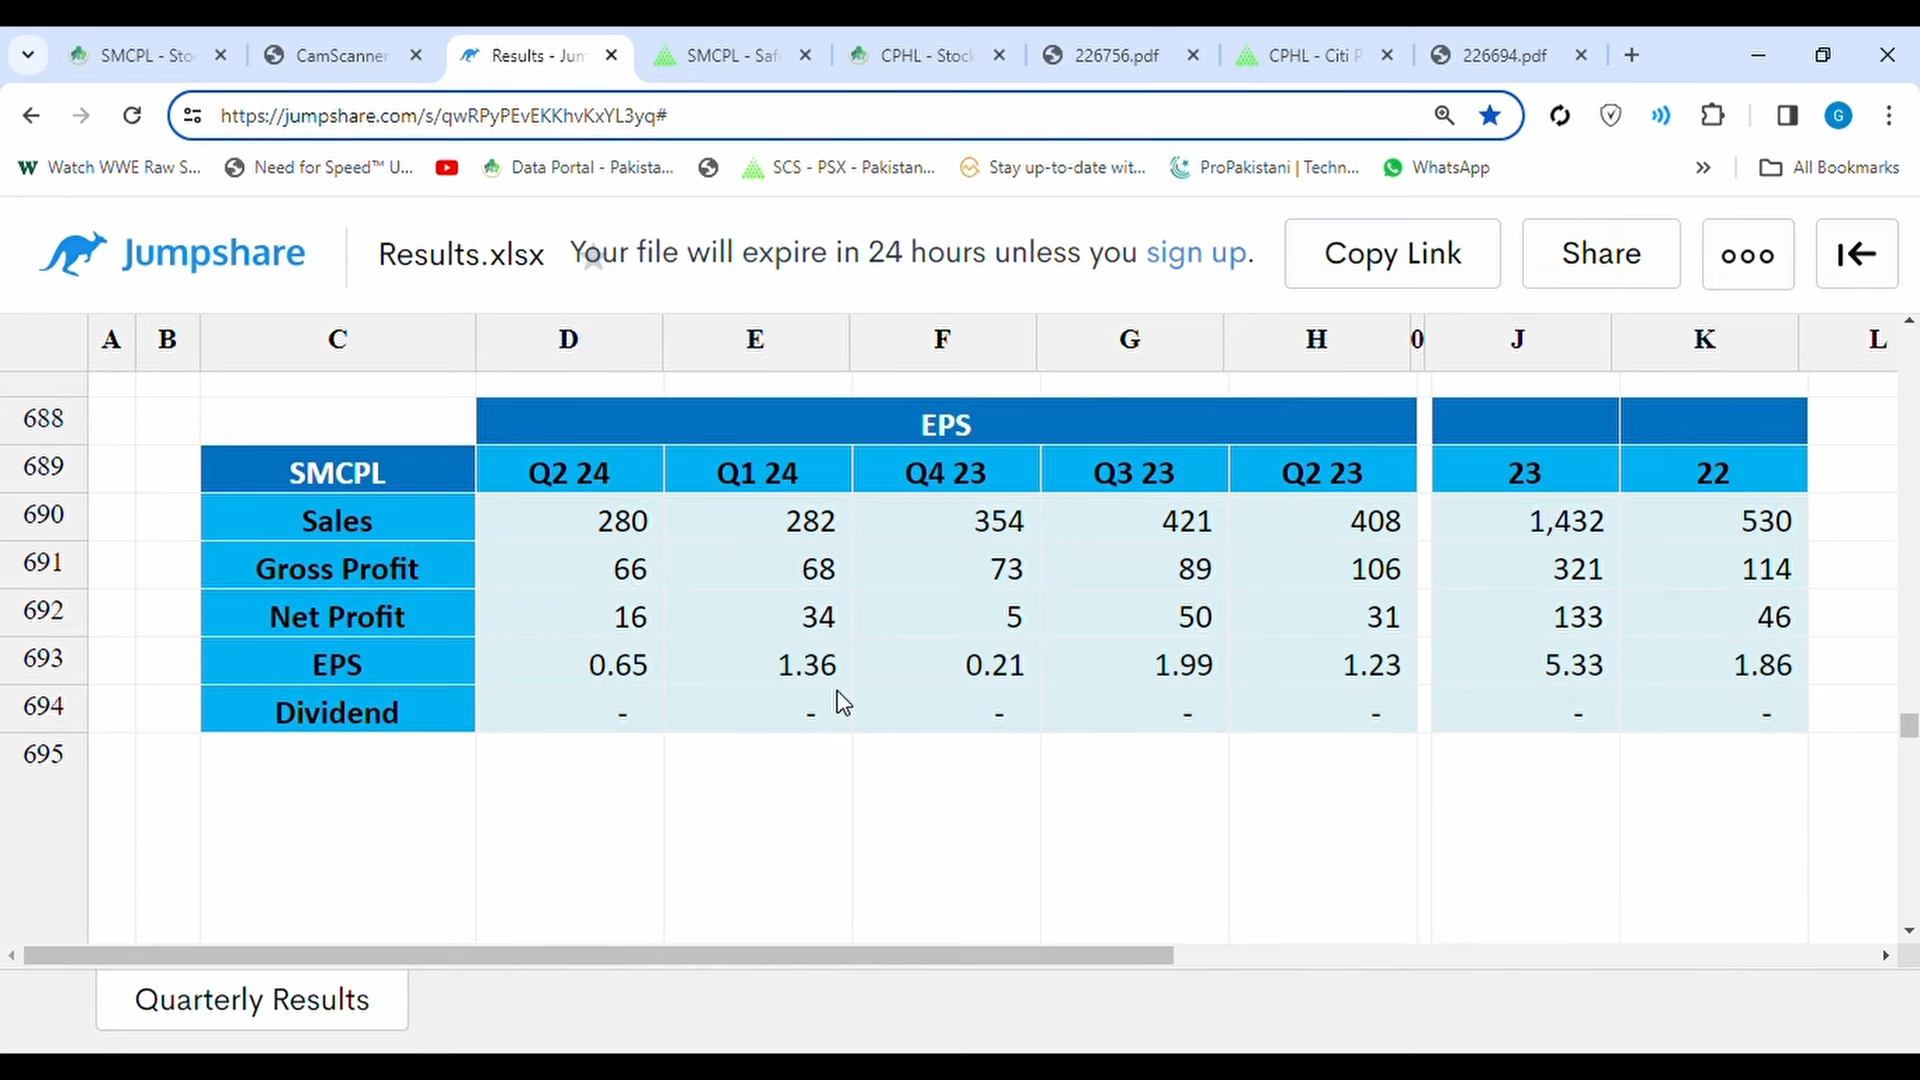 SMCPL - Sto
CamScanner
Results - Jum
SMCPL - Saf
CPHL - Stock
226756.pdf
CPHL - Citi P
226694.pdf
https://jumpshare.com/s/qwRPyPEvEKKhvKxYL3yq#
G
W Watch WWE Raw S...
Need for Speed™ U...
Data Portal - Pakista...
SCS - PSX - Pakistan...
Stay up-to-date wit...
ProPakistani | Techn...
WhatsApp
All Bookmarks
Jumpshare
Results.xlsx
Your file will expire in 24 hours unless you sign up.
Copy Link
Share
A B C D E F G H 0 J K L
688 EPS
689 SMCPL Q2 24 Q1 24 Q4 23 Q3 23 Q2 23 23 22
690 Sales 280 282 354 421 408 1,432 530
691 Gross Profit 66 68 73 89 106 321 114
692 Net Profit 16 34 5 50 31 133 46
693 EPS 0.65 1.36 0.21 1.99 1.23 5.33 1.86
694 Dividend - - - - - - -
695
Quarterly Results